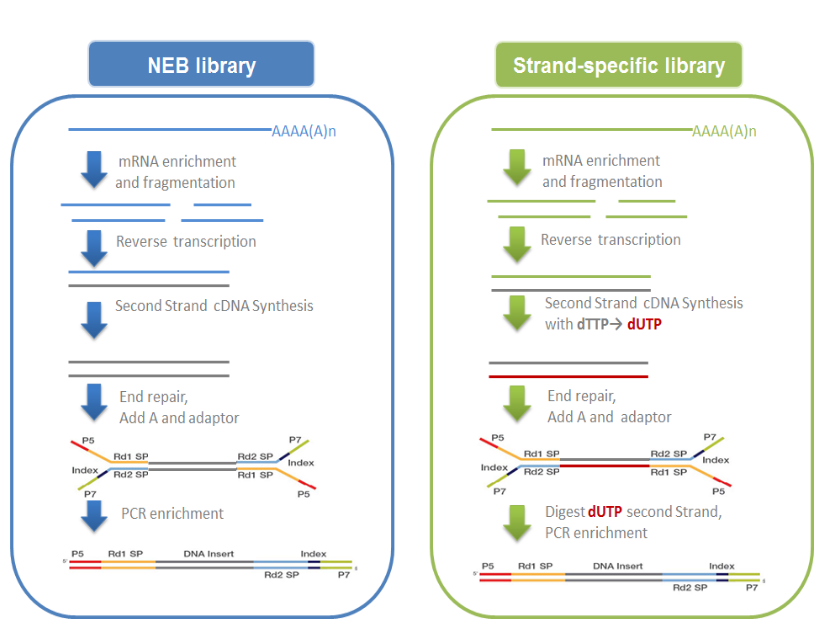 NEB library
AAAA(A)n
mRNA enrichment
and fragmentation
Reverse transcription
Second Strand cDNA Synthesis
End repair,
Add A and adaptor
P5 P7
Rd1 SP Rd2 SP
Index Index
Rd2 SP Rd1 SP
P7 P5
PCR enrichment
5' P5 Rd1 SP DNA Insert Index
Rd2 SP P7
Strand-specific library
AAAA(A)n
mRNA enrichment
and fragmentation
Reverse transcription
Second Strand cDNA Synthesis
with dTTP→ dUTP
End repair,
Add A and adaptor
P5 P7
Rd1 SP Rd2 SP
Index Index
Rd2 SP Rd1 SP
P7 P5
Digest dUTP second Strand,
PCR enrichment
5' P5 Rd1 SP DNA Insert Index
Rd2 SP P7